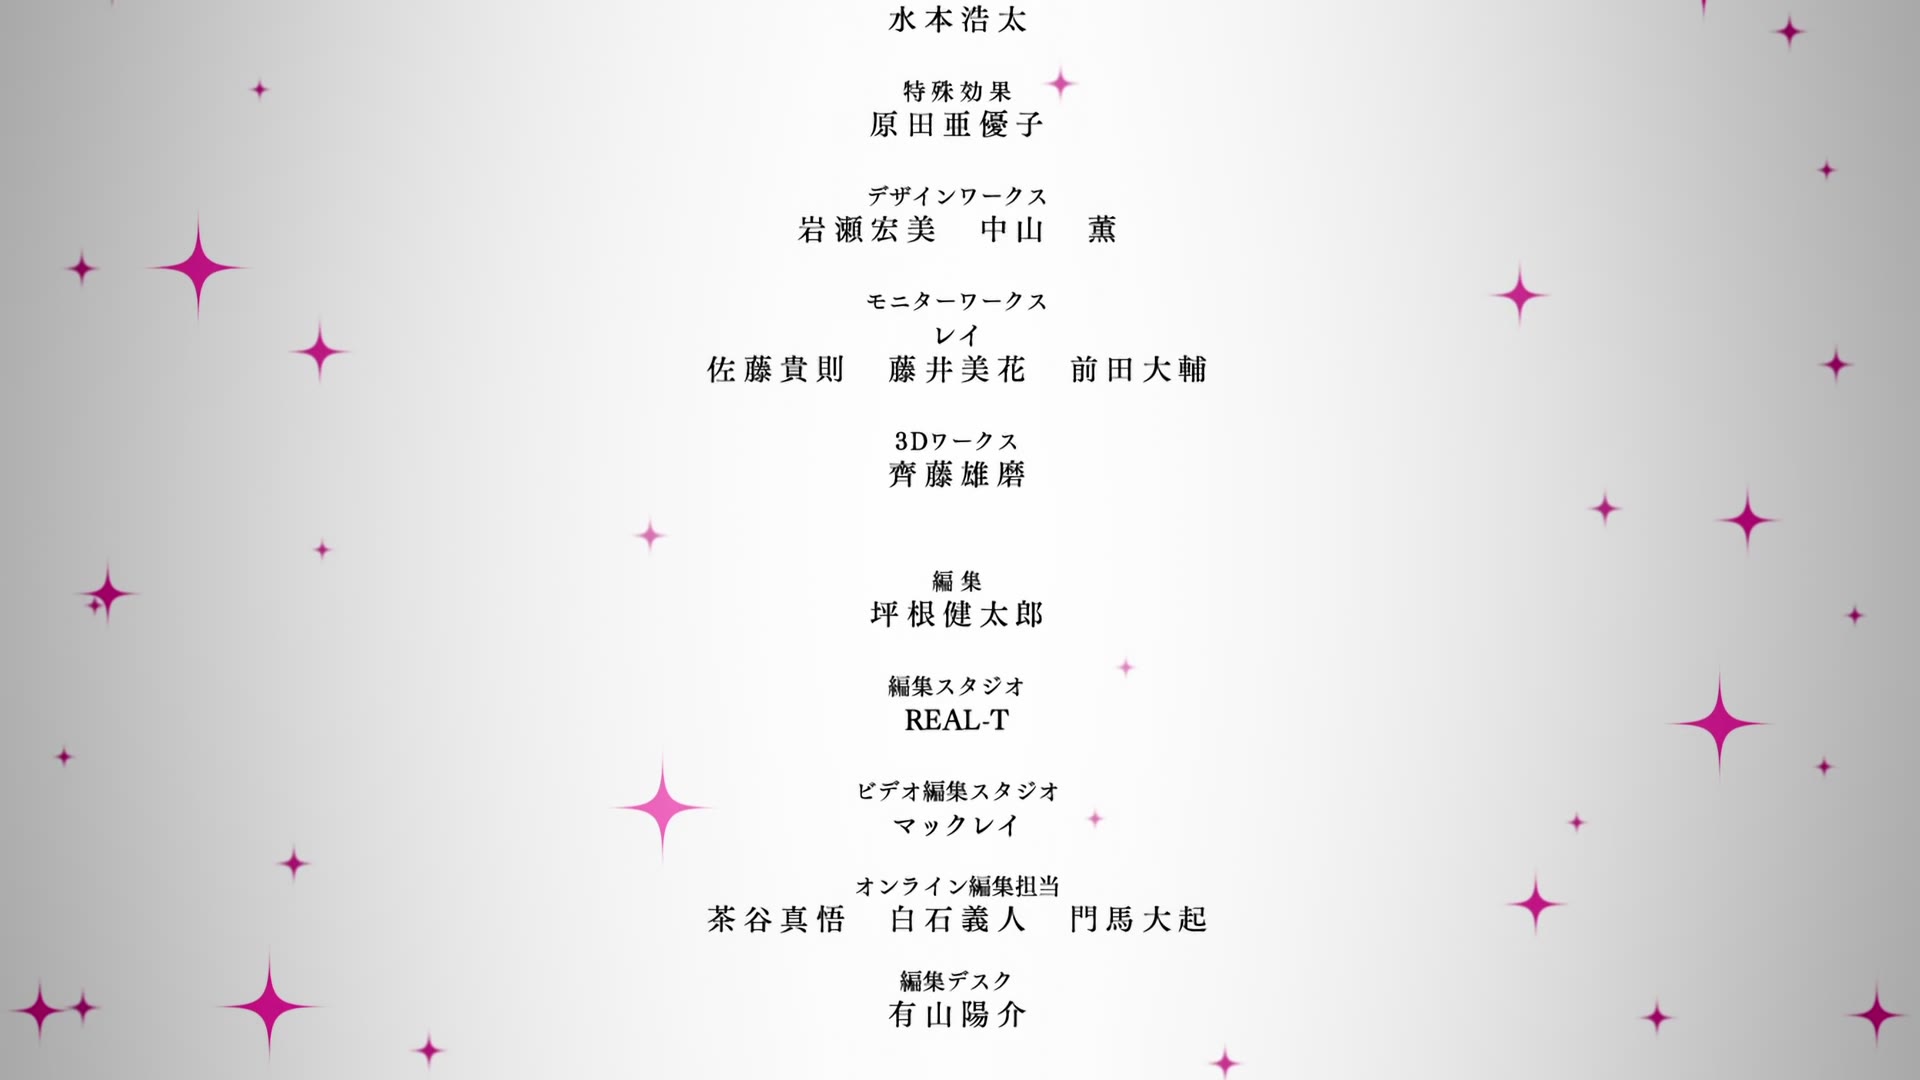 水本浩太
特殊効果
原田亜優子
デザインワークス
岩瀬宏美　中山　薫
モニターワークス
レイ
佐藤貴則　藤井美花　前田大輔
3Dワークス
齊藤雄磨
編集
坪根健太郎
編集スタジオ
REAL-T
ビデオ編集スタジオ
マックレイ
オンライン編集担当
茶谷真悟　白石義人　門馬大起
編集デスク
有山陽介